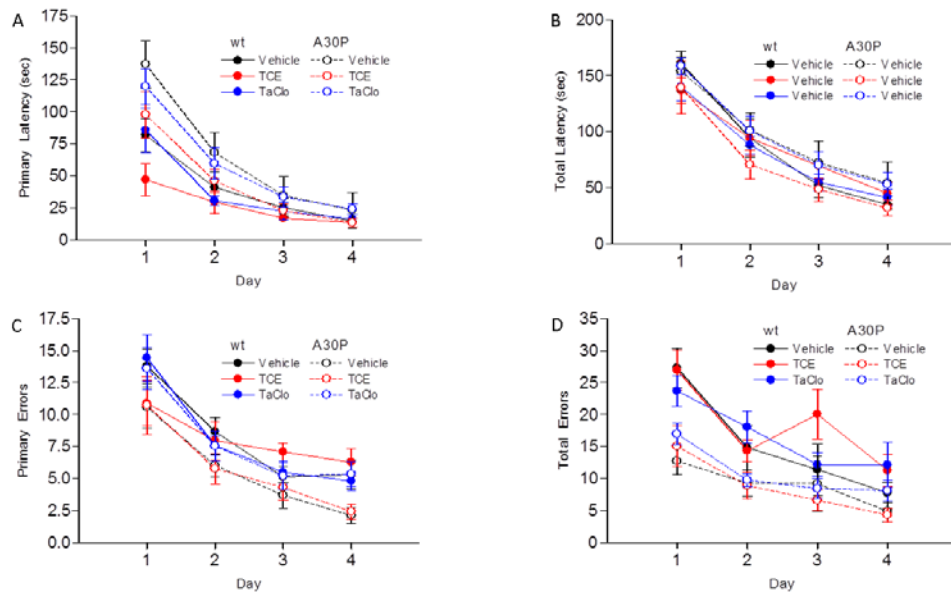 A
175
150
125
100
75
50
25
0
Primary Latency (sec)
wt A30P
Vehicle Vehicle
TCE TCE
TaClo TaClo
1 2 3 4
Day
B
200
150
100
50
0
Total Latency (sec)
wt A30P
Vehicle Vehicle
Vehicle Vehicle
Vehicle Vehicle
1 2 3 4
Day
C
17.5
15.0
12.5
10.0
7.5
5.0
2.5
0.0
Primary Errors
wt A30P
Vehicle Vehicle
TCE TCE
TaClo TaClo
1 2 3 4
Day
D
35
30
25
20
15
10
5
0
Total Errors
wt A30P
Vehicle Vehicle
TCE TCE
TaClo TaClo
1 2 3 4
Day